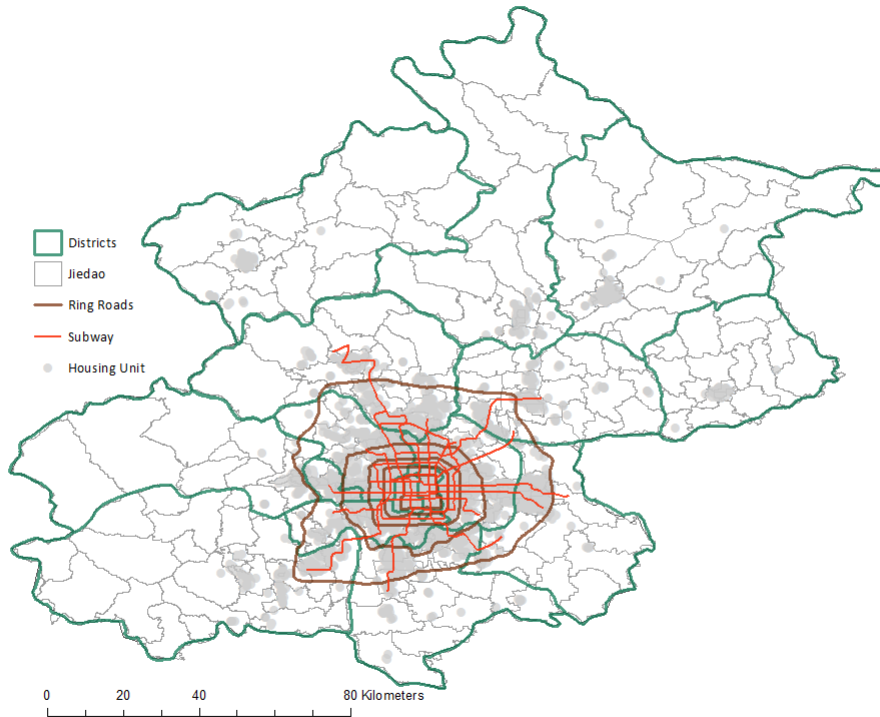 Districts
Jiedao
Ring Roads
Subway
Housing Unit
0 20 40 80 Kilometers